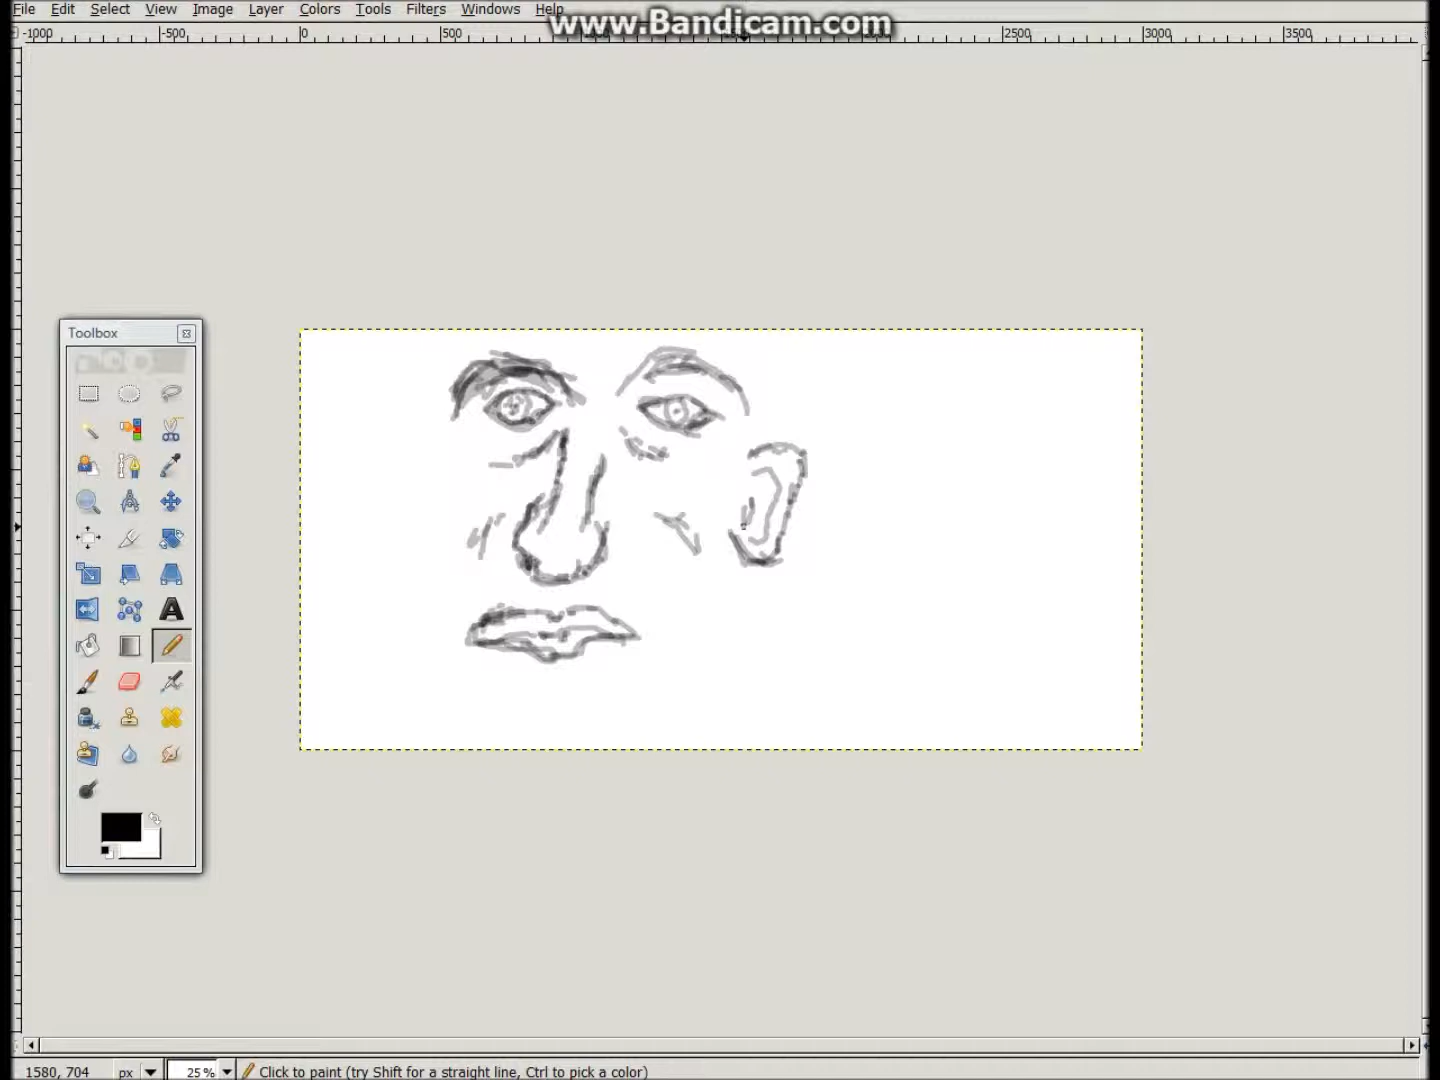 File Edit Select View Image Layer Colors Tools Filters Windows Help
www.Bandicam.com
-1000 -500 0 500 2500 3000 3500
Toolbox
1580, 704 px 25 % Click to paint (try Shift for a straight line, Ctrl to pick a color)